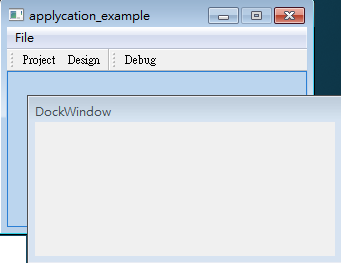 applycation_example
File
Project Design Debug
DockWindow